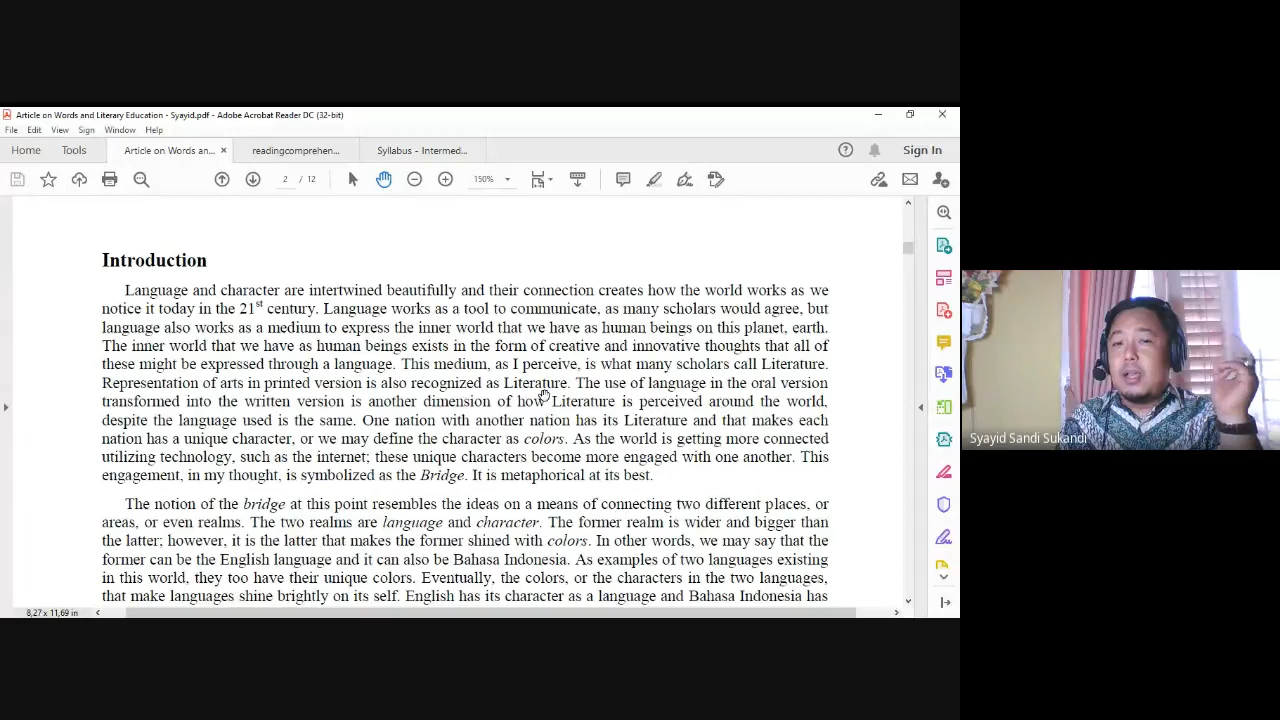 Article on Words and Literary Education - Syayid.pdf - Adobe Acrobat Reader DC (32-bit)
File Edit View Sign Window Help
Home Tools Article on Words an... × readingcomprehen... Syllabus - Intermed... Sign In
2 / 12 150%
Introduction
Language and character are intertwined beautifully and their connection creates how the world works as we
notice it today in the 21st century. Language works as a tool to communicate, as many scholars would agree, but
language also works as a medium to express the inner world that we have as human beings on this planet, earth.
The inner world that we have as human beings exists in the form of creative and innovative thoughts that all of
these might be expressed through a language. This medium, as I perceive, is what many scholars call Literature.
Representation of arts in printed version is also recognized as Literature. The use of language in the oral version
transformed into the written version is another dimension of how Literature is perceived around the world,
despite the language used is the same. One nation with another nation has its Literature and that makes each
nation has a unique character, or we may define the character as colors. As the world is getting more connected
utilizing technology, such as the internet, these unique characters become more engaged with one another. This
engagement, in my thought, is symbolized as the Bridge. It is metaphorical at its best.
The notion of the bridge at this point resembles the ideas on a means of connecting two different places, or
areas, or even realms. The two realms are language and character. The former realm is wider and bigger than
the latter; however, it is the latter that makes the former shined with colors. In other words, we may say that the
former can be the English language and it can also be Bahasa Indonesia. As examples of two languages existing
in this world, they too have their unique colors. Eventually, the colors, or the characters in the two languages,
that make languages shine brightly on its self. English has its character as a language and Bahasa Indonesia has
8,27 x 11,69 in
Syayid Sandi Sukandi